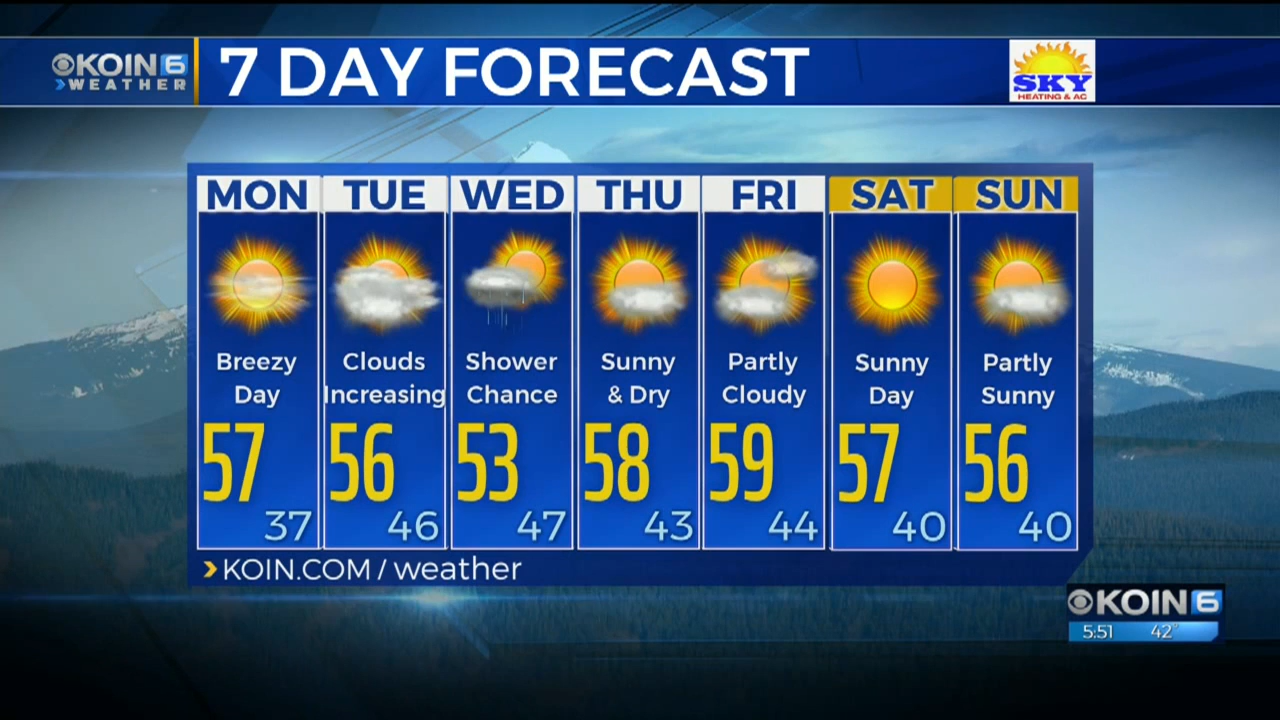 KOIN 6
WEATHER
7 DAY FORECAST
SKY
HEATING & AC
MON TUE WED THU FRI SAT SUN
Breezy Clouds Shower Sunny Partly Sunny Partly
Day Increasing Chance & Dry Cloudy Day Sunny
57 56 53 58 59 57 56
37 46 47 43 44 40 40
KOIN.COM / weather
KOIN 6
5:51 42°